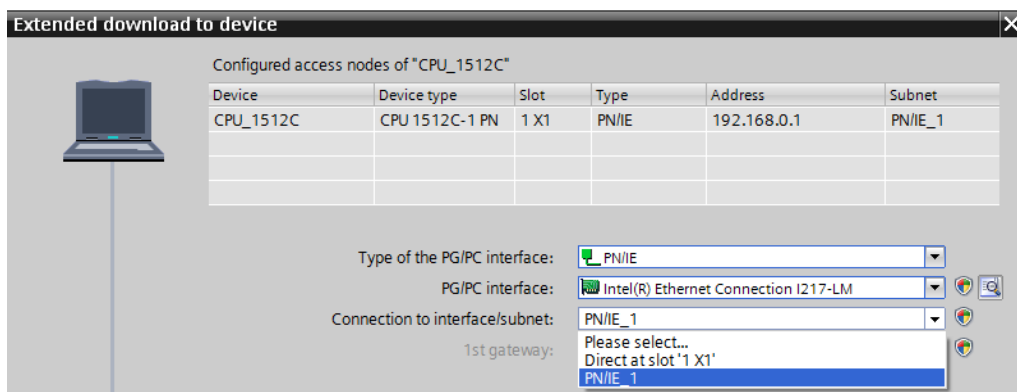 Extended download to device
Configured access nodes of "CPU_1512C"
Device Device type Slot Type Address Subnet
CPU_1512C CPU 1512C-1 PN 1 X1 PN/IE 192.168.0.1 PN/IE_1
Type of the PG/PC interface: PN/IE
PG/PC interface: Intel(R) Ethernet Connection I217-LM
Connection to interface/subnet: PN/IE_1
Please select...
1st gateway:
Direct at slot '1 X1'
PN/IE_1